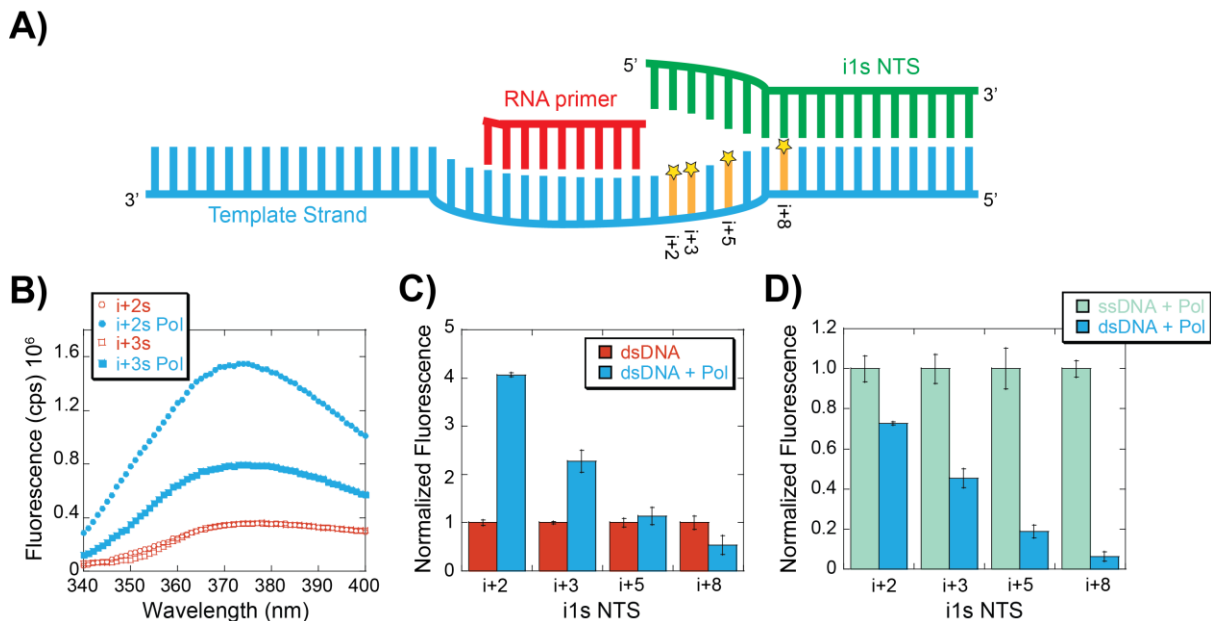 A)
5’
i1s NTS
3’
RNA primer
3’
Template Strand
5’
i+2
i+3
i+5
i+8
B)
i+2s
i+2s Pol
i+3s
i+3s Pol
Fluorescence (cps) 10⁶
1.6
1.2
0.8
0.4
0
340 350 360 370 380 390 400
Wavelength (nm)
C)
dsDNA
dsDNA + Pol
Normalized Fluorescence
5
4
3
2
1
0
i+2 i+3 i+5 i+8
i1s NTS
D)
ssDNA + Pol
dsDNA + Pol
Normalized Fluorescence
1.2
1.0
0.8
0.6
0.4
0.2
0
i+2 i+3 i+5 i+8
i1s NTS